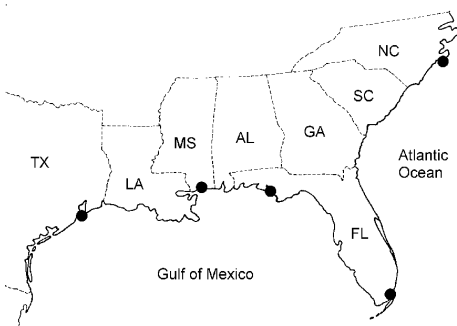 NC
SC
MS
AL
GA
TX
Atlantic
Ocean
LA
FL
Gulf of Mexico